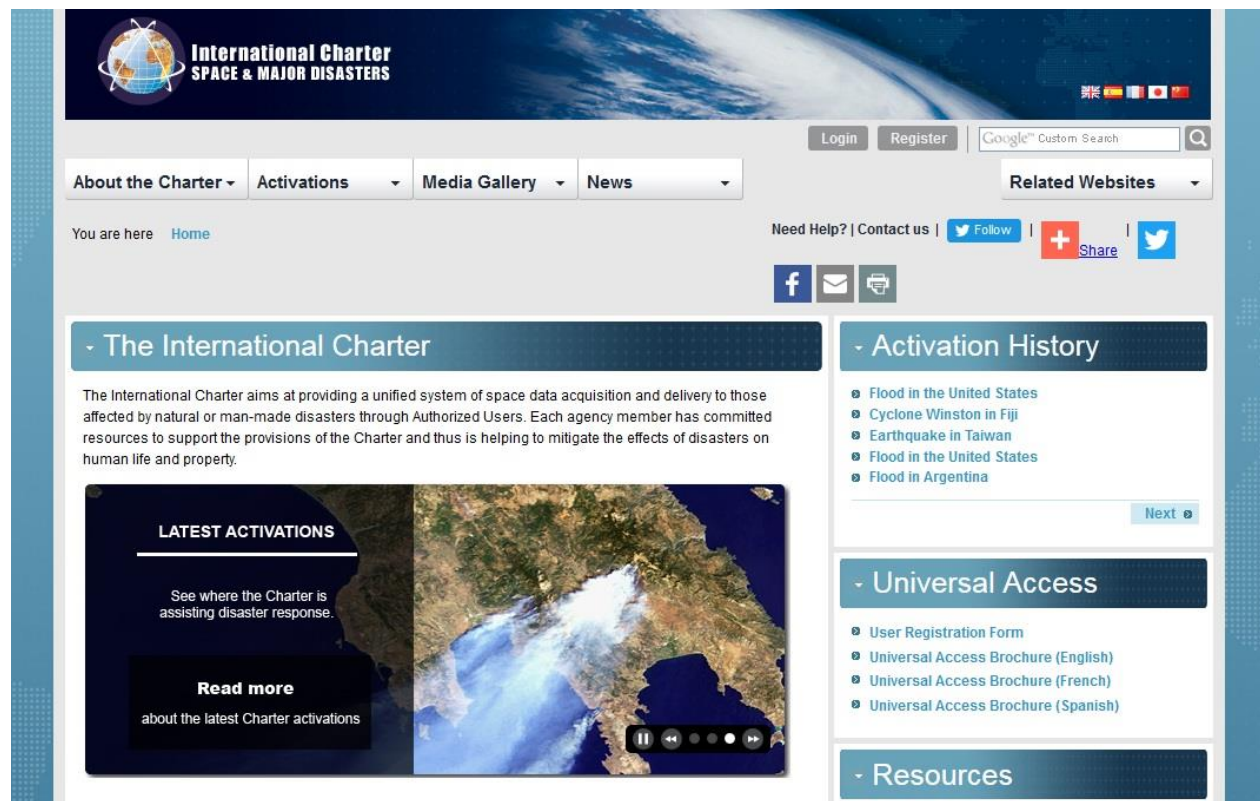 International Charter
SPACE & MAJOR DISASTERS
Login
Register
Google™ Custom Search
About the Charter
Activations
Media Gallery
News
Related Websites
You are here Home
Need Help? | Contact us | Follow | Share |
The International Charter
The International Charter aims at providing a unified system of space data acquisition and delivery to those
affected by natural or man-made disasters through Authorized Users. Each agency member has committed
resources to support the provisions of the Charter and thus is helping to mitigate the effects of disasters on
human life and property.
LATEST ACTIVATIONS
See where the Charter is
assisting disaster response.
Read more
about the latest Charter activations
Activation History
Flood in the United States
Cyclone Winston in Fiji
Earthquake in Taiwan
Flood in the United States
Flood in Argentina
Next
Universal Access
User Registration Form
Universal Access Brochure (English)
Universal Access Brochure (French)
Universal Access Brochure (Spanish)
Resources